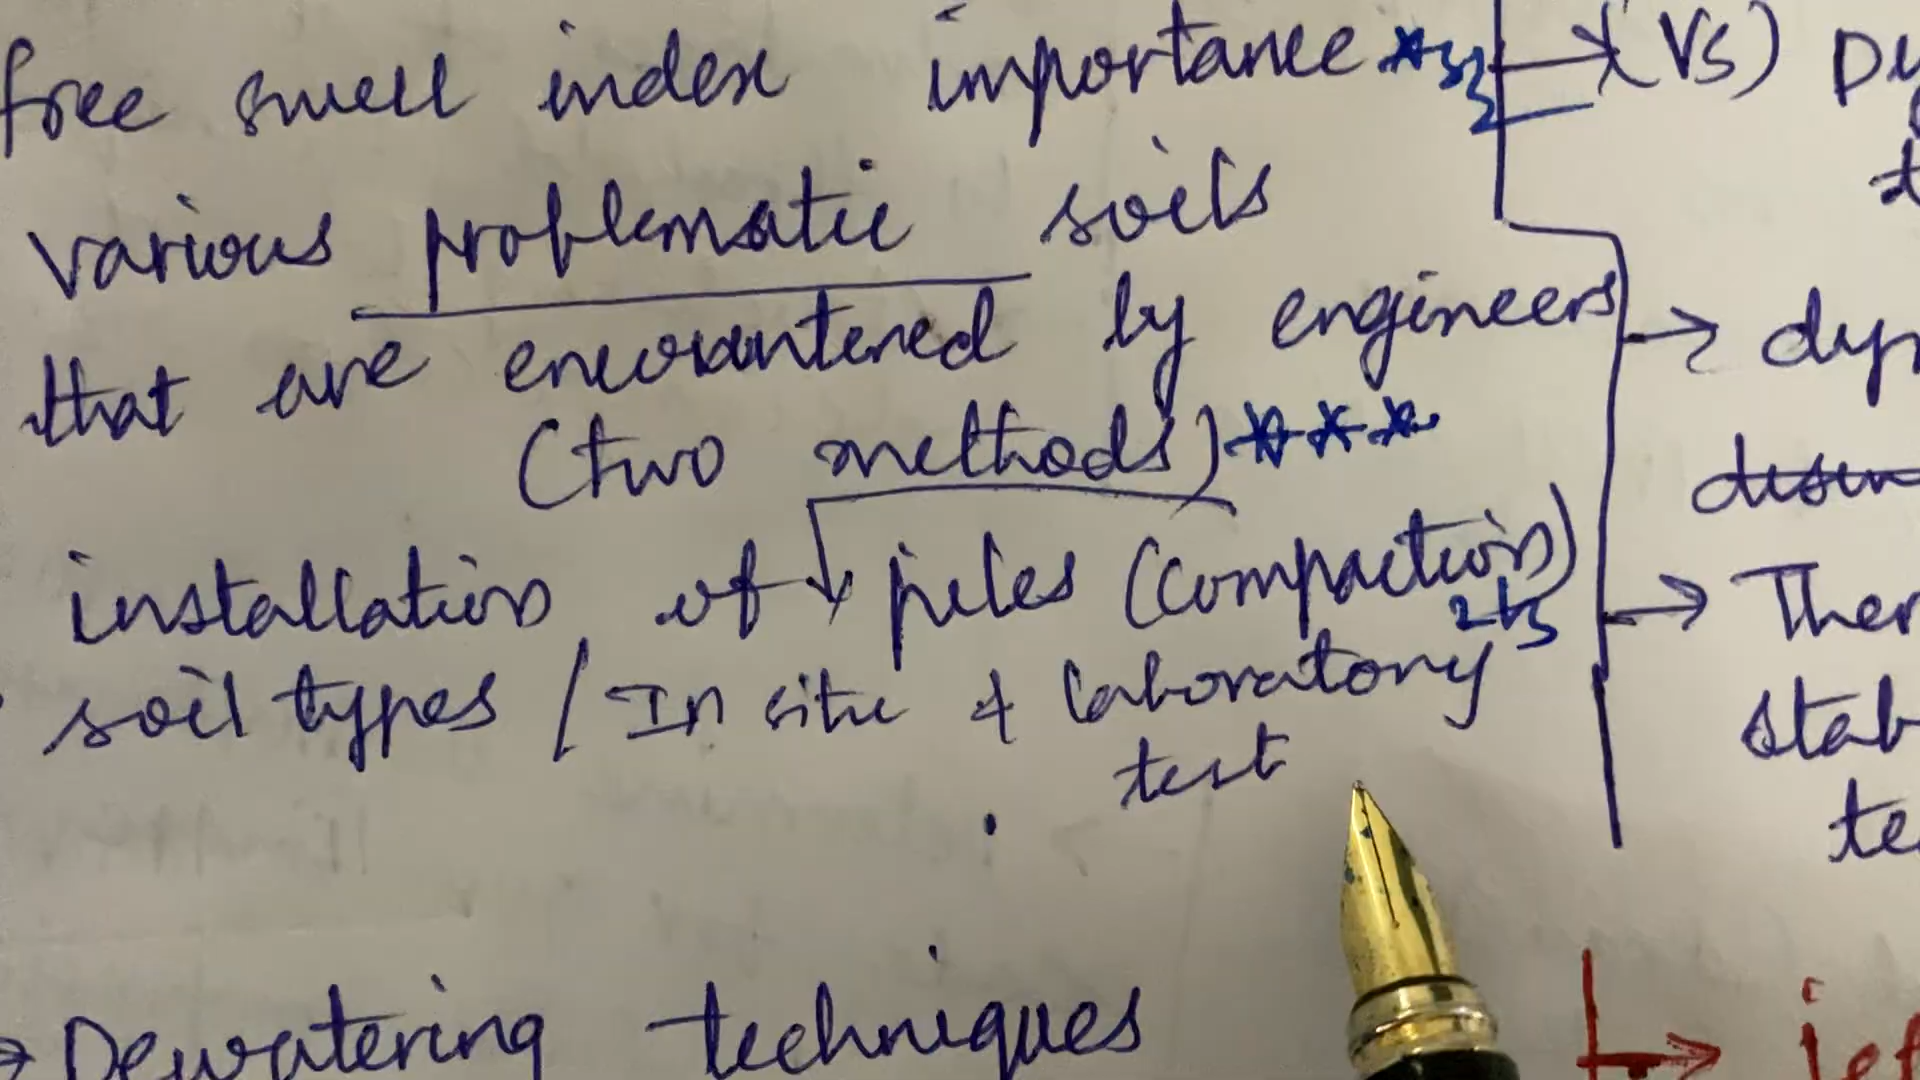 free swell index importance
various problematic soils
that are encountered by engineers
(two methods)
installation of piles (compaction)
soil types / In situ & laboratory
test
Dewatering techniques
(VS)